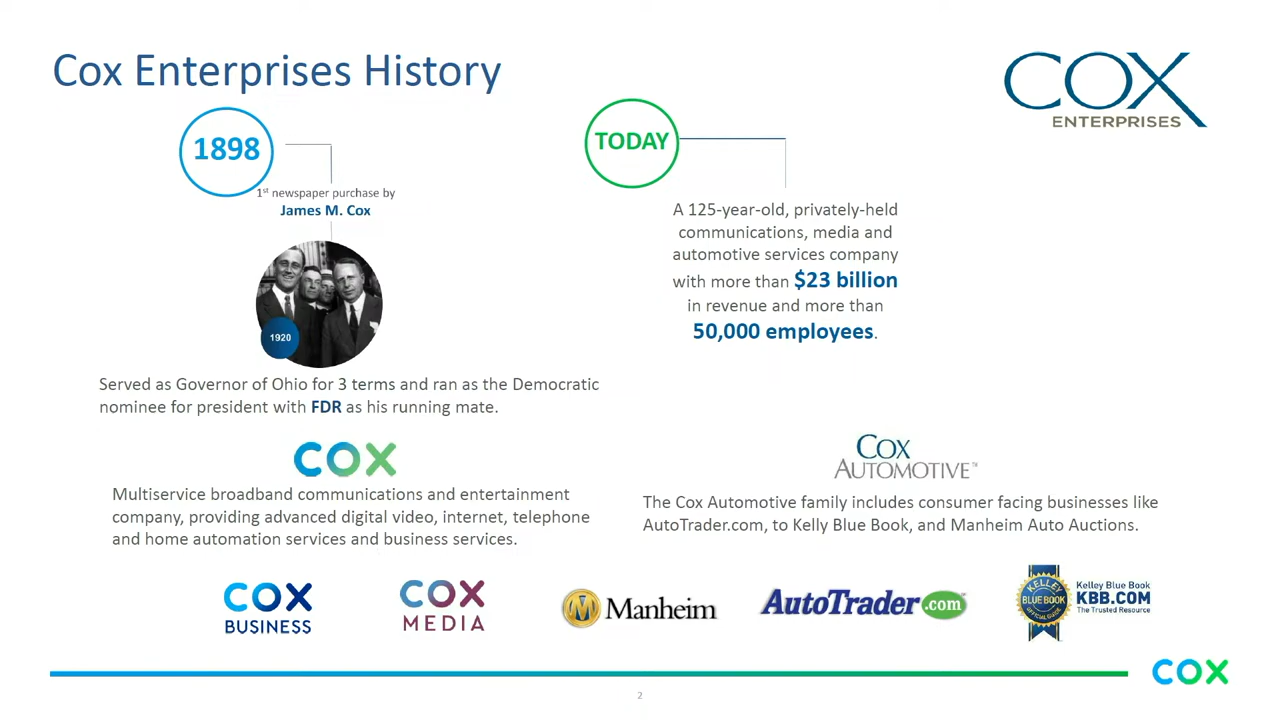 Cox Enterprises History
COX
ENTERPRISES
1898
1st newspaper purchase by
James M. Cox
1920
Served as Governor of Ohio for 3 terms and ran as the Democratic
nominee for president with FDR as his running mate.
TODAY
A 125-year-old, privately-held
communications, media and
automotive services company
with more than $23 billion
in revenue and more than
50,000 employees.
COX
Multiservice broadband communications and entertainment
company, providing advanced digital video, internet, telephone
and home automation services and business services.
COX
AUTOMOTIVE™
The Cox Automotive family includes consumer facing businesses like
AutoTrader.com, to Kelly Blue Book, and Manheim Auto Auctions.
COX
BUSINESS
COX
MEDIA
M Manheim
AutoTrader.com
KELLEY
BLUE BOOK
OFFICIAL GUIDE
Kelley Blue Book
KBB.COM
The Trusted Resource
COX
2